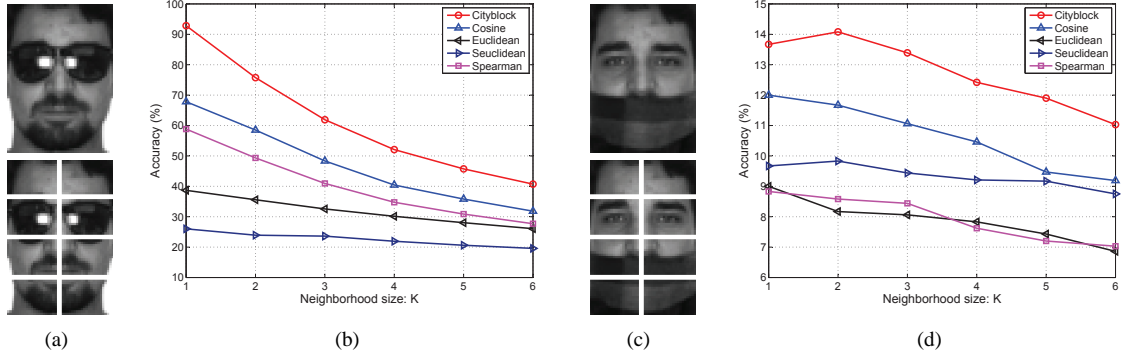 100
90
80
70
60
50
40
30
20
10
Accuracy (%)
1 2 3 4 5 6
Neighborhood size: K
Cityblock
Cosine
Euclidean
Seuclidean
Spearman
15
14
13
12
11
10
9
8
7
6
Accuracy (%)
1 2 3 4 5 6
Neighborhood size: K
Cityblock
Cosine
Euclidean
Seuclidean
Spearman
(a) (b) (c) (d)